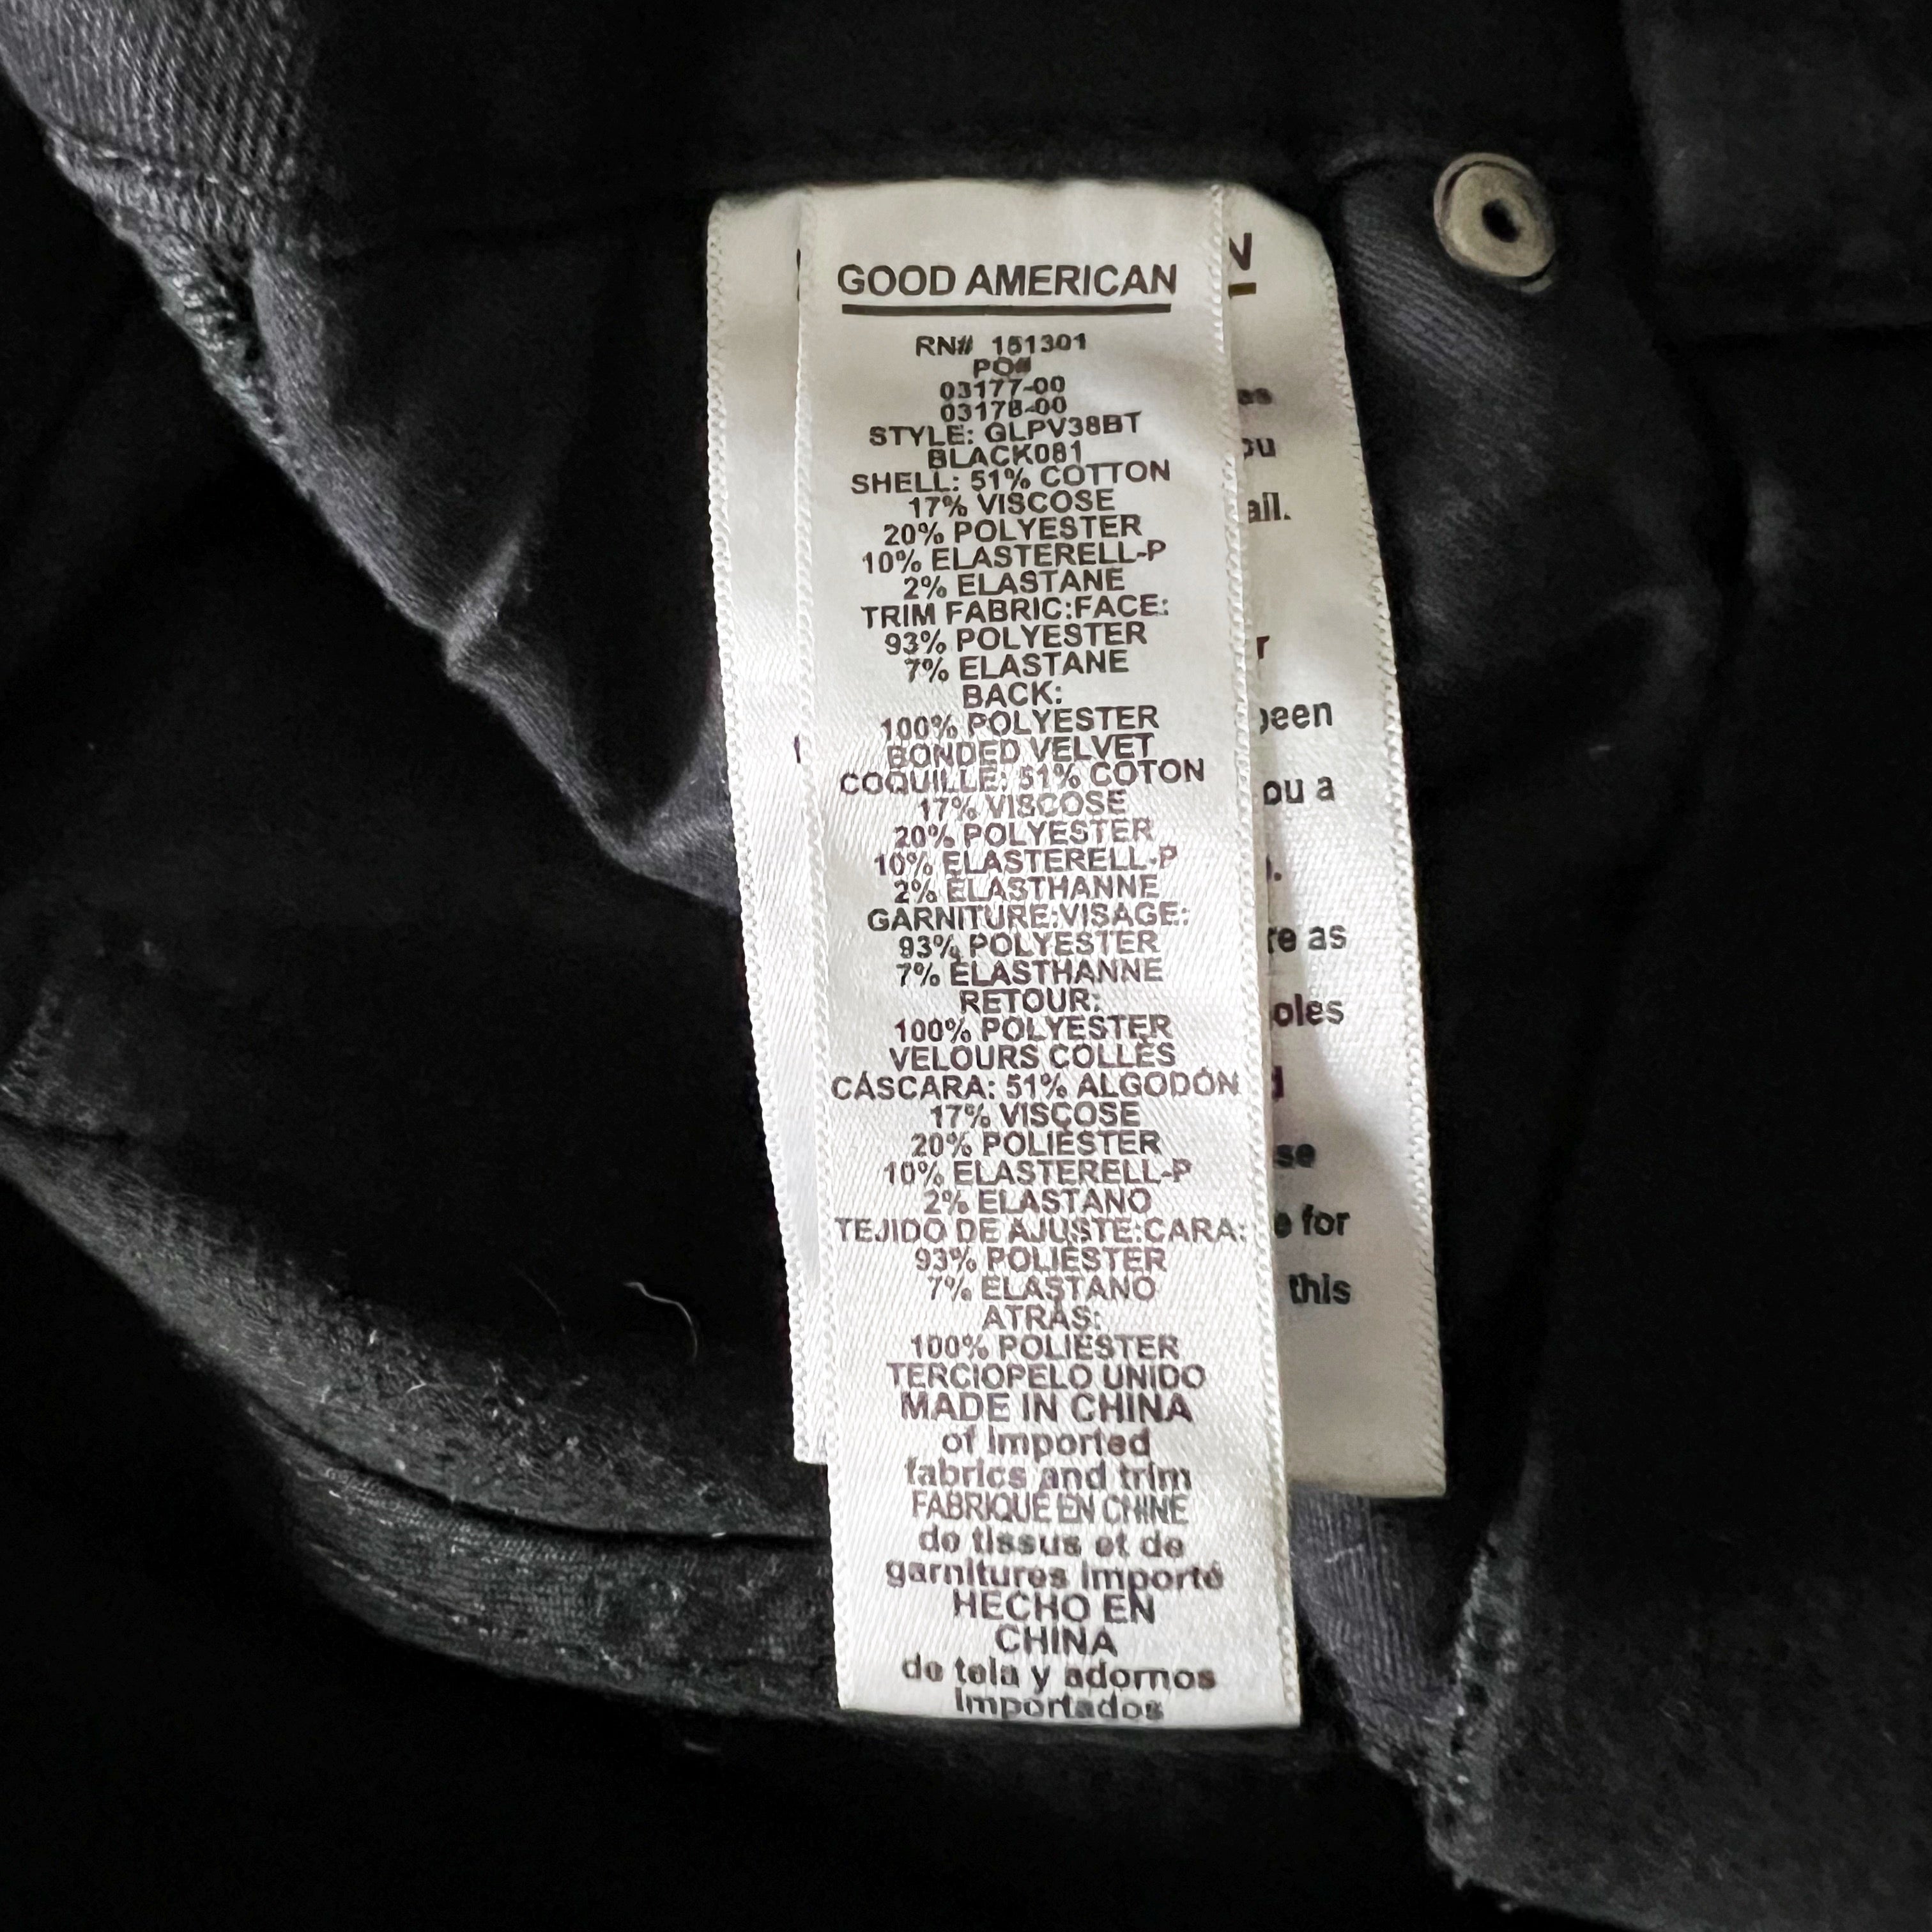 GOOD AMERICAN
RN# 151301
PO#
03177-00
03178-00
STYLE: GLPV38BT
BLACK081
SHELL: 51% COTTON
17% VISCOSE
20% POLYESTER
10% ELASTERELL-P
2% ELASTANE
TRIM FABRIC:FACE:
93% POLYESTER
7% ELASTANE
BACK:
100% POLYESTER
BONDED VELVET
COQUILLE: 51% COTON
17% VISCOSE
20% POLYESTER
10% ELASTERELL-P
2% ÉLASTHANNE
GARNITURE:VISAGE:
93% POLYESTER
7% ÉLASTHANNE
RETOUR:
100% POLYESTER
VELOURS COLLÉS
CÁSCARA: 51% ALGODÓN
17% VISCOSE
20% POLIÉSTER
10% ELASTERELL-P
2% ELASTANO
TEJIDO DE AJUSTE:CARA:
93% POLIÉSTER
7% ELASTANO
ATRÁS:
100% POLIÉSTER
TERCIOPELO UNIDO
MADE IN CHINA
of imported
fabrics and trim
FABRIQUÉ EN CHINE
de tissus et de
garnitures importé
HECHO EN
CHINA
de tela y adornos
importados
N
as
ou
all.
r
been
ou a
re as
oles
d
se
e for
this